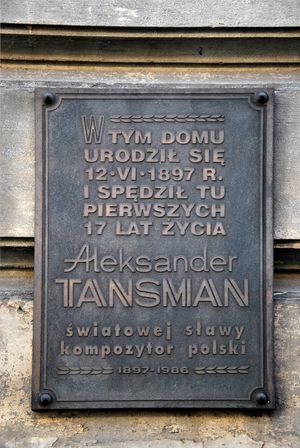 W TYM DOMU
URODZIŁ SIĘ
12·VI·1897 R.
I SPĘDZIŁ TU
PIERWSZYCH
17 LAT ŻYCIA
Aleksander
TANSMAN
światowej sławy
kompozytor polski
1897-1986